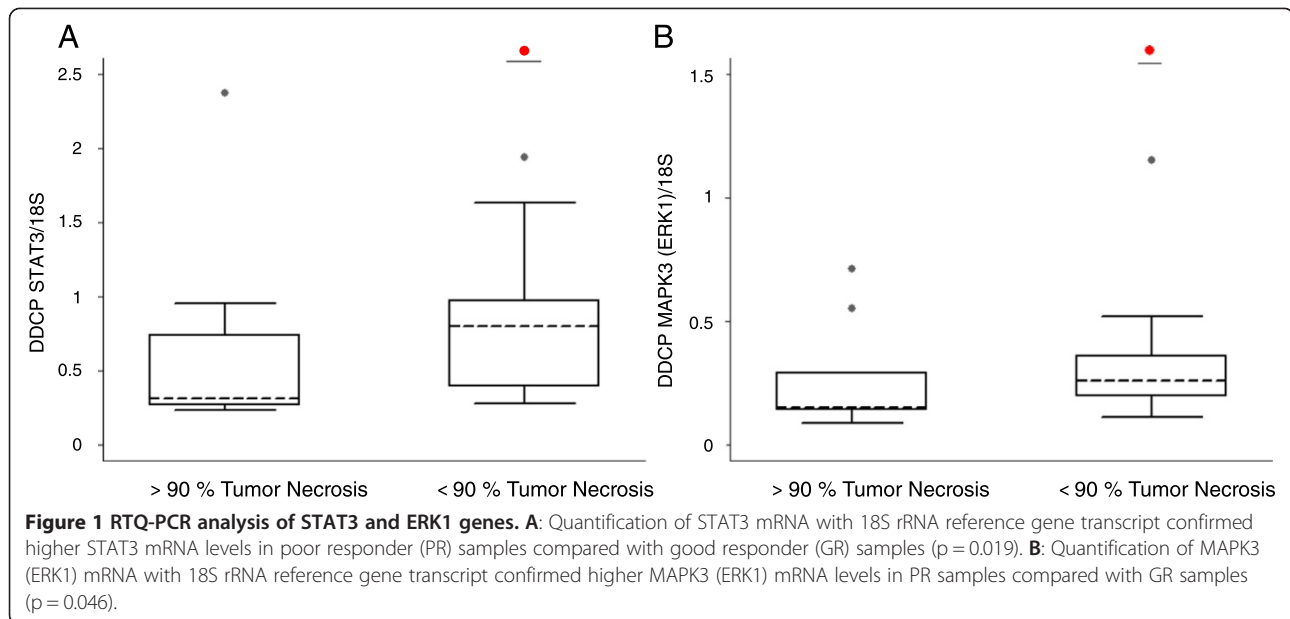 A
2.5
2
1.5
1
0.5
0
DDCP STAT3/18S
> 90 % Tumor Necrosis
< 90 % Tumor Necrosis
B
1.5
1
0.5
0
DDCP MAPK3 (ERK1)/18S
> 90 % Tumor Necrosis
< 90 % Tumor Necrosis
Figure 1 RTQ-PCR analysis of STAT3 and ERK1 genes. A: Quantification of STAT3 mRNA with 18S rRNA reference gene transcript confirmed
higher STAT3 mRNA levels in poor responder (PR) samples compared with good responder (GR) samples (p = 0.019). B: Quantification of MAPK3
(ERK1) mRNA with 18S rRNA reference gene transcript confirmed higher MAPK3 (ERK1) mRNA levels in PR samples compared with GR samples
(p = 0.046).